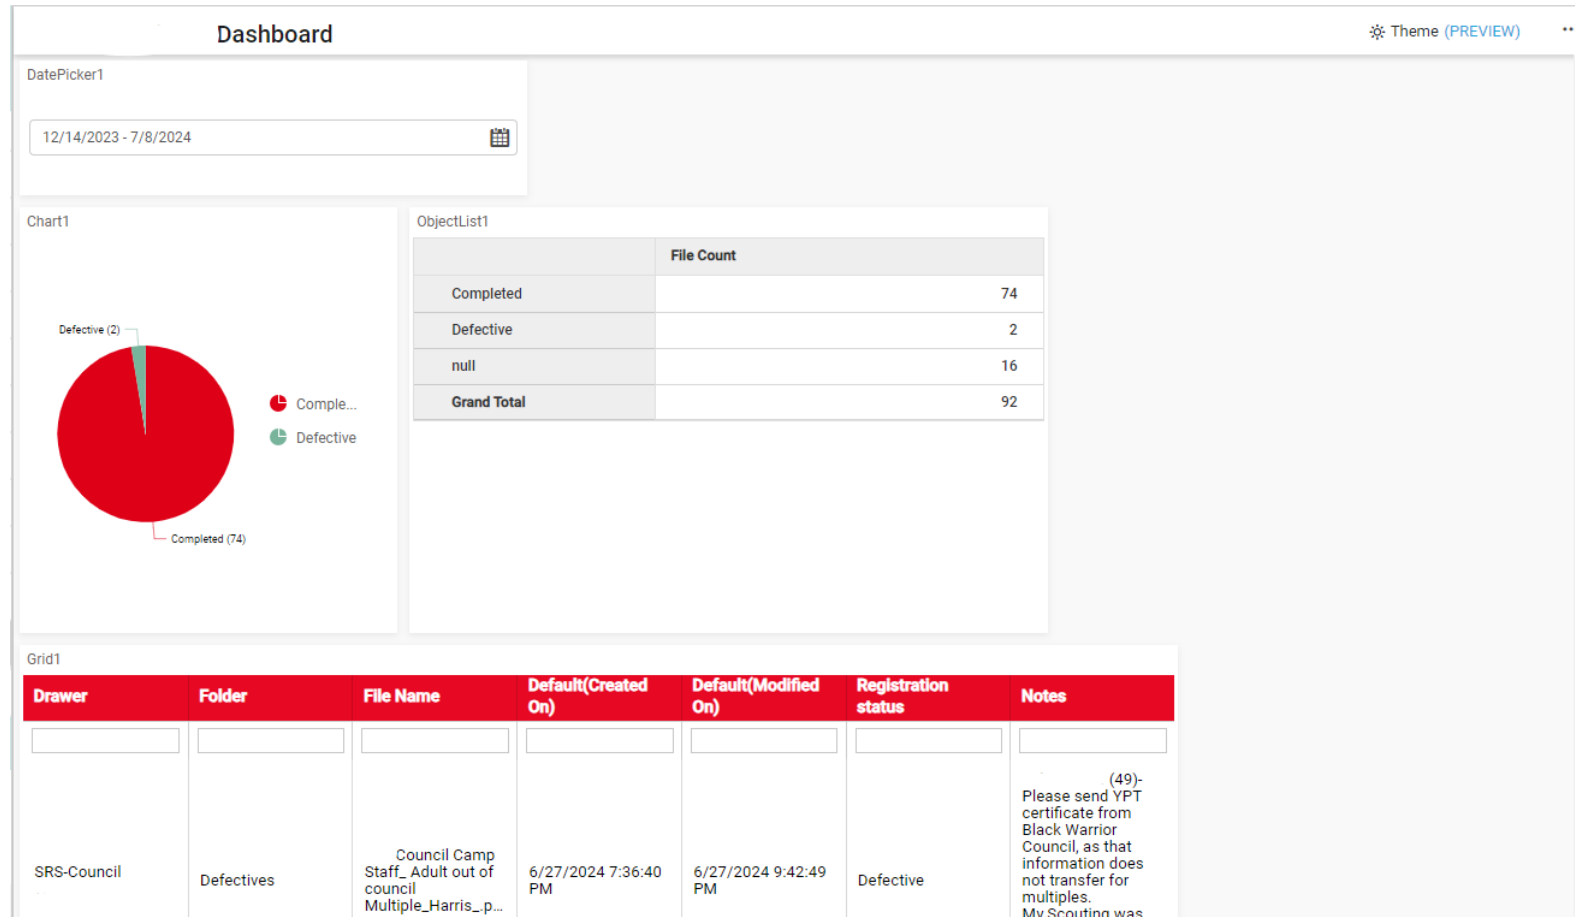 Dashboard
Theme (PREVIEW)
DatePicker1
12/14/2023 - 7/8/2024
Chart1
Defective (2)
Comple...
Defective
Completed (74)
ObjectList1
File Count
Completed 74
Defective 2
null 16
Grand Total 92
Grid1
Drawer Folder File Name Default(Created On) Default(Modified On) Registration status Notes
SRS-Council
Defectives
Council Camp
Staff_ Adult out of
council
Multiple_Harris_.p...
6/27/2024 7:36:40
PM
6/27/2024 9:42:49
PM
Defective
(49)-
Please send YPT
certificate from
Black Warrior
Council, as that
information does
not transfer for
multiples.
My Scouting was